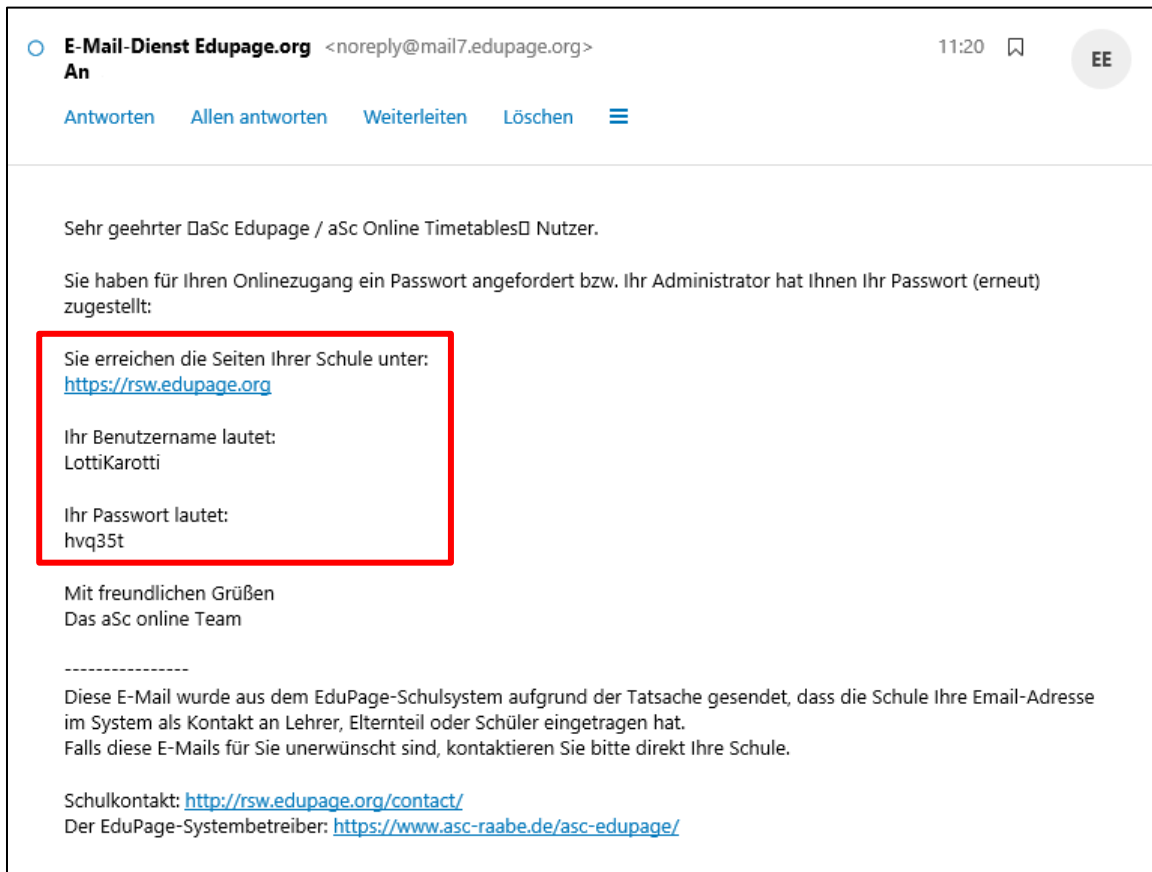 E-Mail-Dienst Edupage.org <noreply@mail7.edupage.org> 11:20
An
EE
Antworten Allen antworten Weiterleiten Löschen
Sehr geehrter □aSc Edupage / aSc Online Timetables□ Nutzer.
Sie haben für Ihren Onlinezugang ein Passwort angefordert bzw. Ihr Administrator hat Ihnen Ihr Passwort (erneut)
zugestellt:
Sie erreichen die Seiten Ihrer Schule unter:
https://rsw.edupage.org
Ihr Benutzername lautet:
LottiKarotti
Ihr Passwort lautet:
hvq35t
Mit freundlichen Grüßen
Das aSc online Team
----------------
Diese E-Mail wurde aus dem EduPage-Schulsystem aufgrund der Tatsache gesendet, dass die Schule Ihre Email-Adresse
im System als Kontakt an Lehrer, Elternteil oder Schüler eingetragen hat.
Falls diese E-Mails für Sie unerwünscht sind, kontaktieren Sie bitte direkt Ihre Schule.
Schulkontakt: http://rsw.edupage.org/contact/
Der EduPage-Systembetreiber: https://www.asc-raabe.de/asc-edupage/